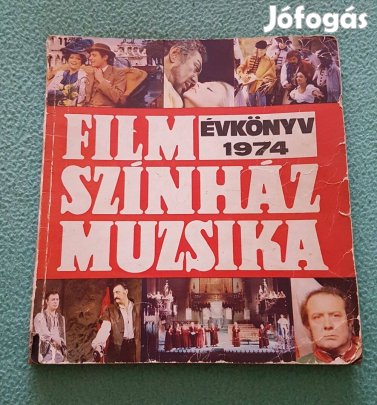 Jófogás
FILM
ÉVKÖNYV
1974
SZÍNHÁZ
MUZSIKA